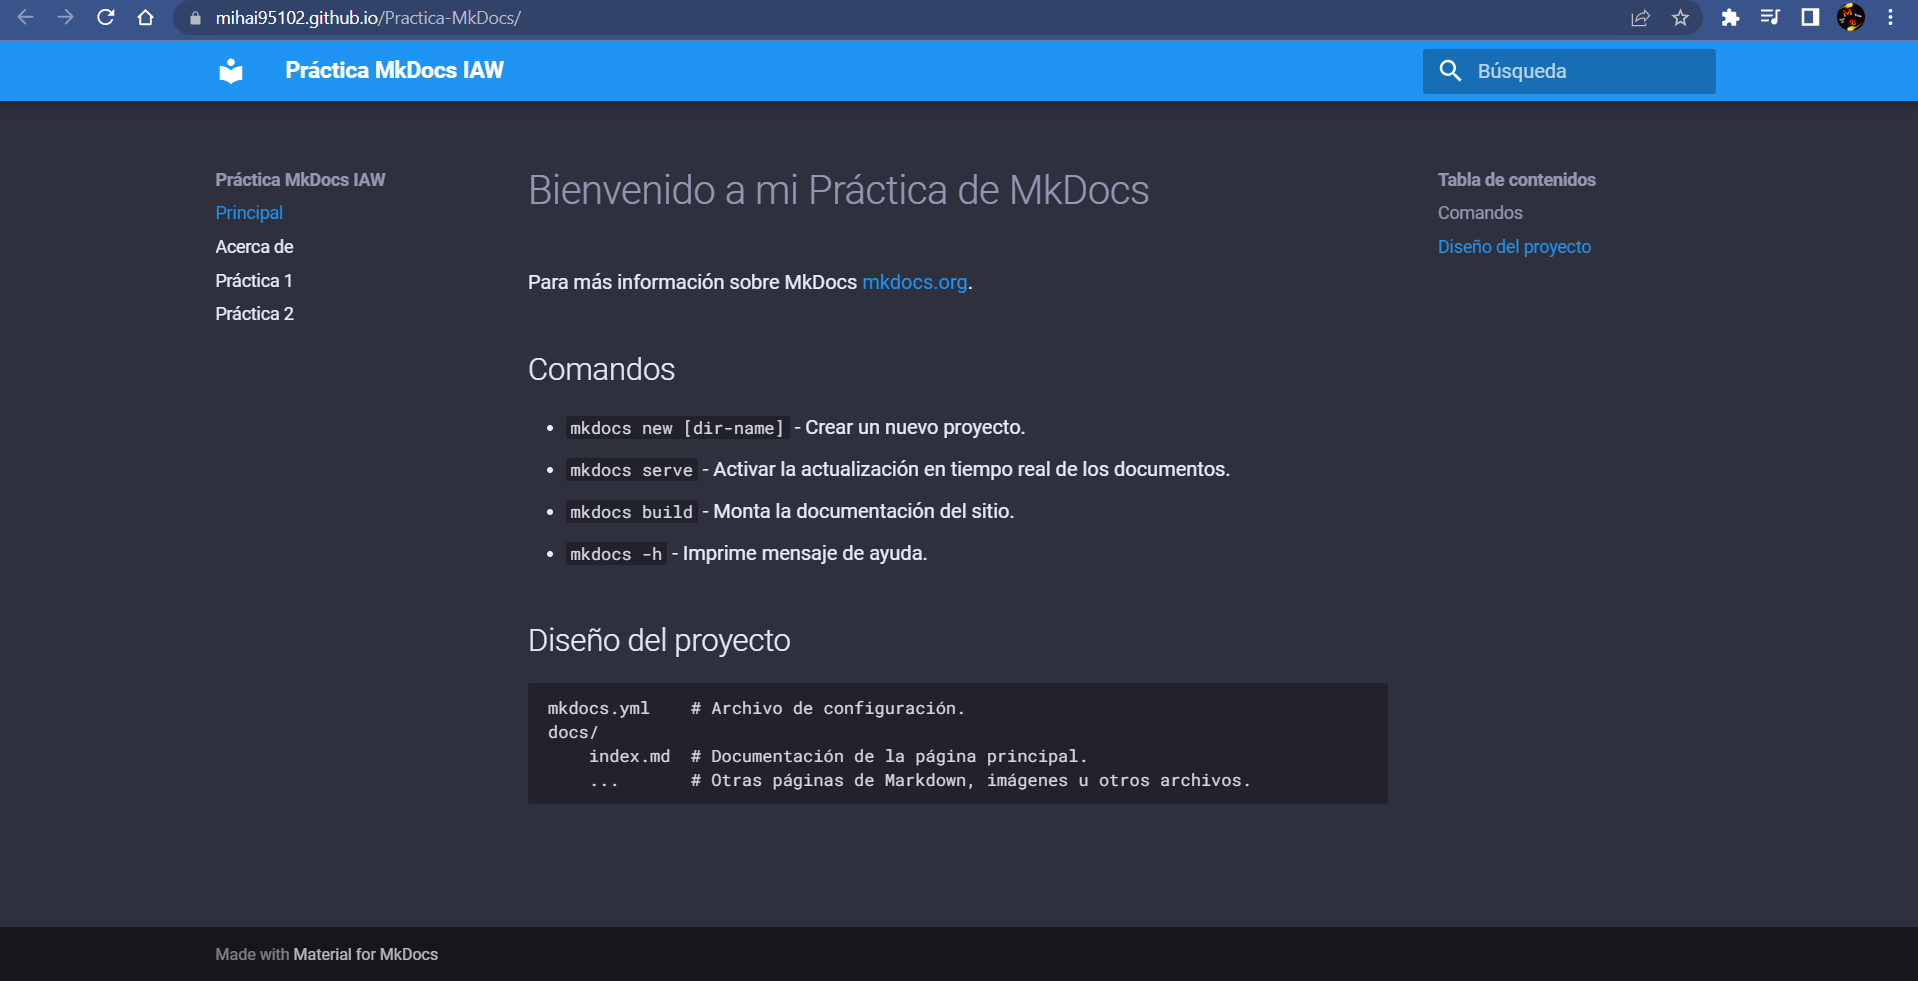 mihai95102.github.io/Practica-MkDocs/
Práctica MkDocs IAW
Búsqueda
Práctica MkDocs IAW
Principal
Acerca de
Práctica 1
Práctica 2
Bienvenido a mi Práctica de MkDocs
Para más información sobre MkDocs mkdocs.org.
Comandos
• mkdocs new [dir-name] - Crear un nuevo proyecto.
• mkdocs serve - Activar la actualización en tiempo real de los documentos.
• mkdocs build - Monta la documentación del sitio.
• mkdocs -h - Imprime mensaje de ayuda.
Diseño del proyecto
mkdocs.yml    # Archivo de configuración.
docs/
    index.md  # Documentación de la página principal.
    ...       # Otras páginas de Markdown, imágenes u otros archivos.
Tabla de contenidos
Comandos
Diseño del proyecto
Made with Material for MkDocs